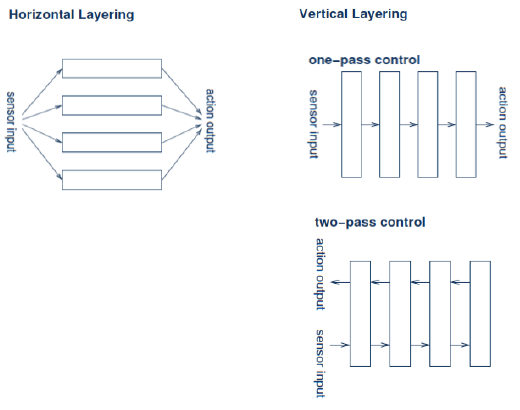 Horizontal Layering
sensor input
action output
Vertical Layering
one-pass control
sensor input
action output
two-pass control
action output
sensor input